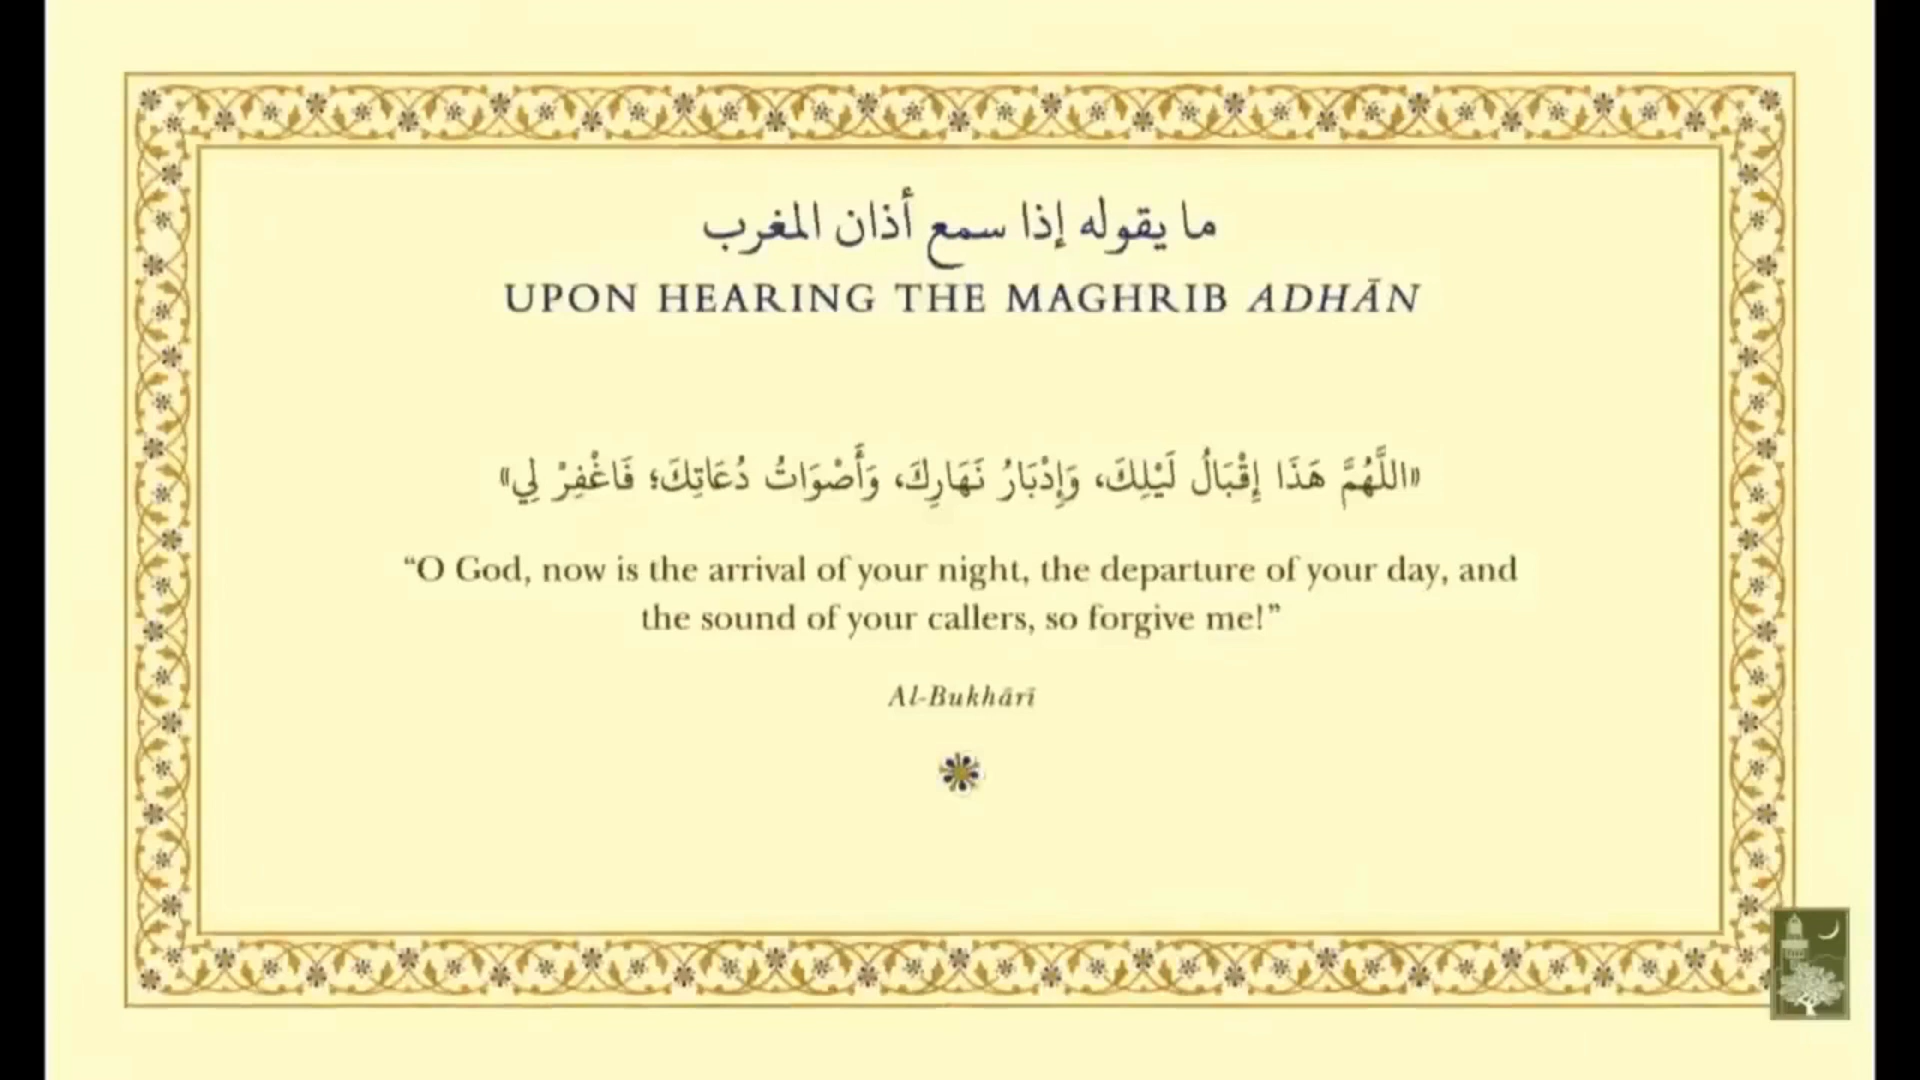 ما يقوله إذا سمع أذان المغرب
UPON HEARING THE MAGHRIB ADHĀN
«اللَّهُمَّ هَذَا إِقْبَالُ لَيْلِكَ، وَإِدْبَارُ نَهَارِكَ، وَأَصْوَاتُ دُعَاتِكَ؛ فَاغْفِرْ لِي»
“O God, now is the arrival of your night, the departure of your day, and
the sound of your callers, so forgive me!”
Al-Bukhārī